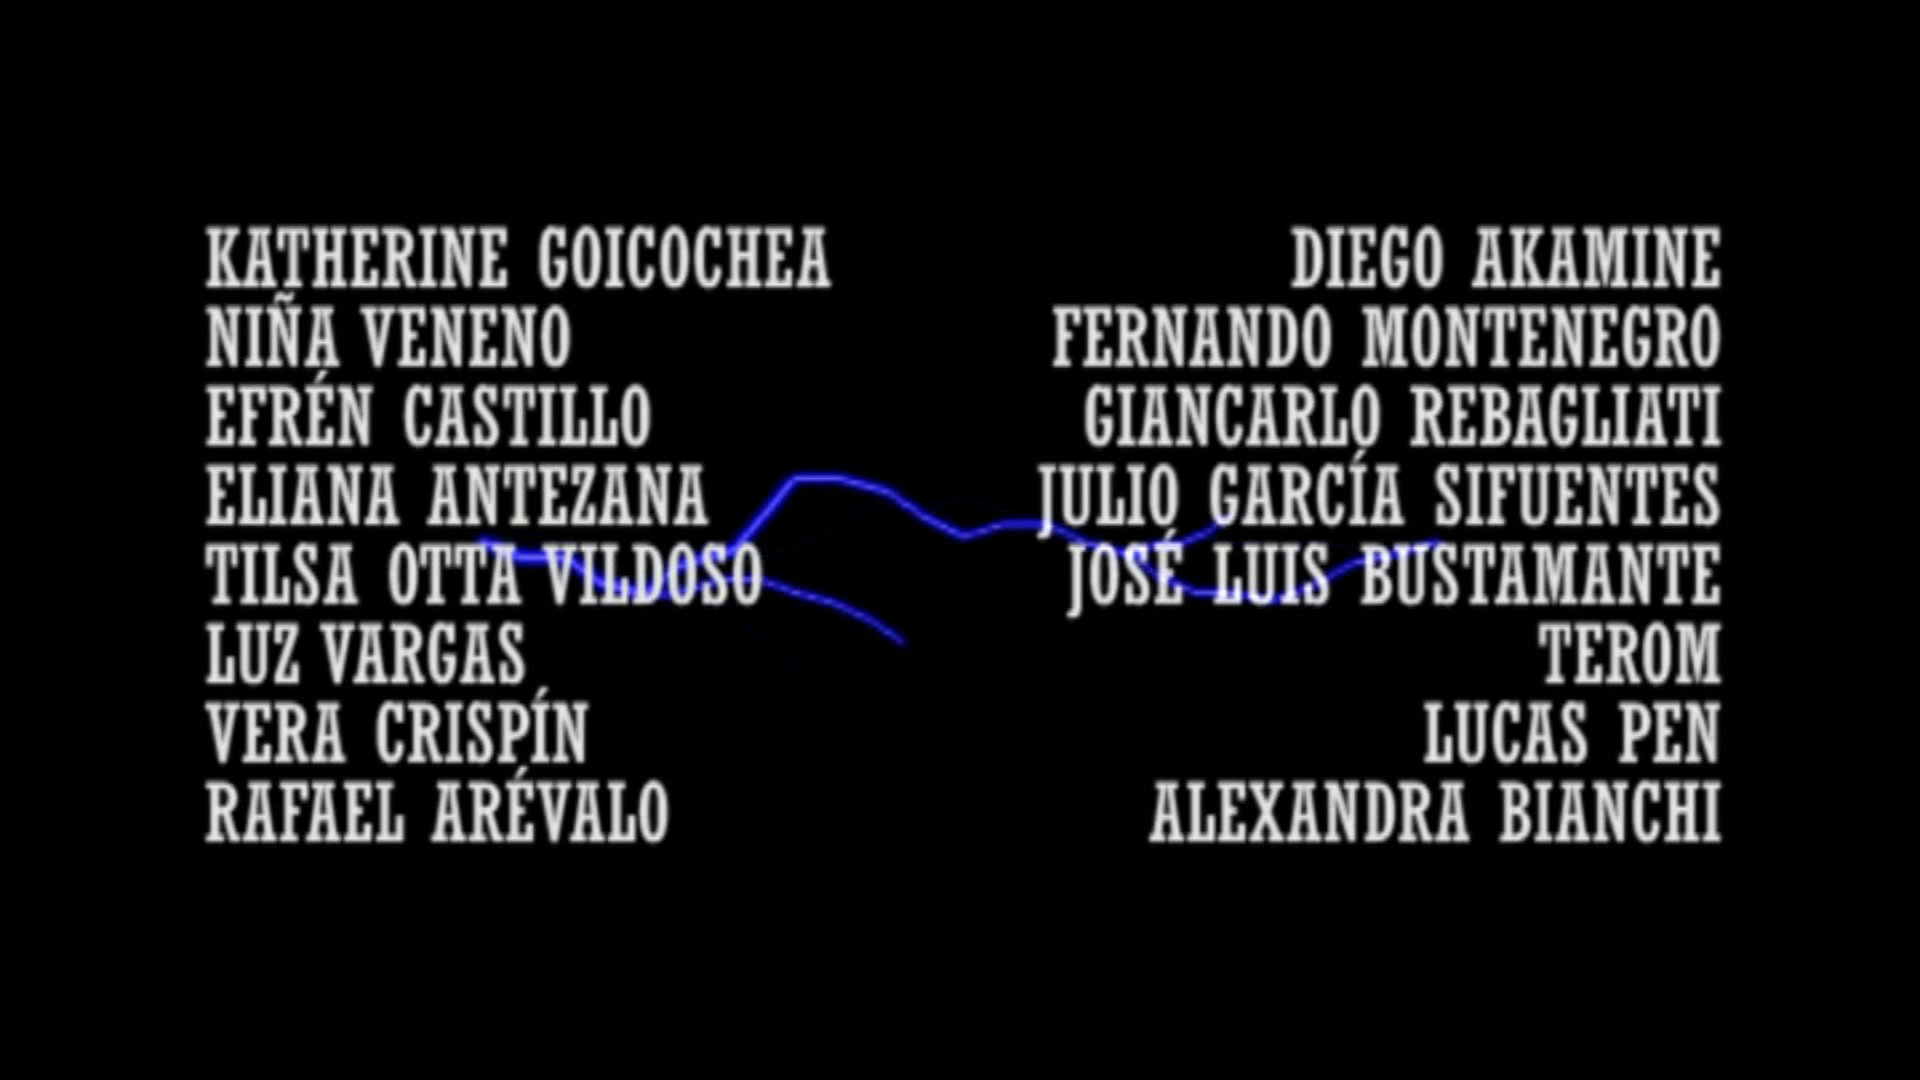 KATHERINE GOICOCHEA
NIÑA VENENO
EFRÉN CASTILLO
ELIANA ANTEZANA
TILSA OTTA VILDOSO
LUZ VARGAS
VERA CRISPÍN
RAFAEL ARÉVALO
DIEGO AKAMINE
FERNANDO MONTENEGRO
GIANCARLO REBAGLIATI
JULIO GARCÍA SIFUENTES
JOSÉ LUIS BUSTAMANTE
TEROM
LUCAS PEN
ALEXANDRA BIANCHI